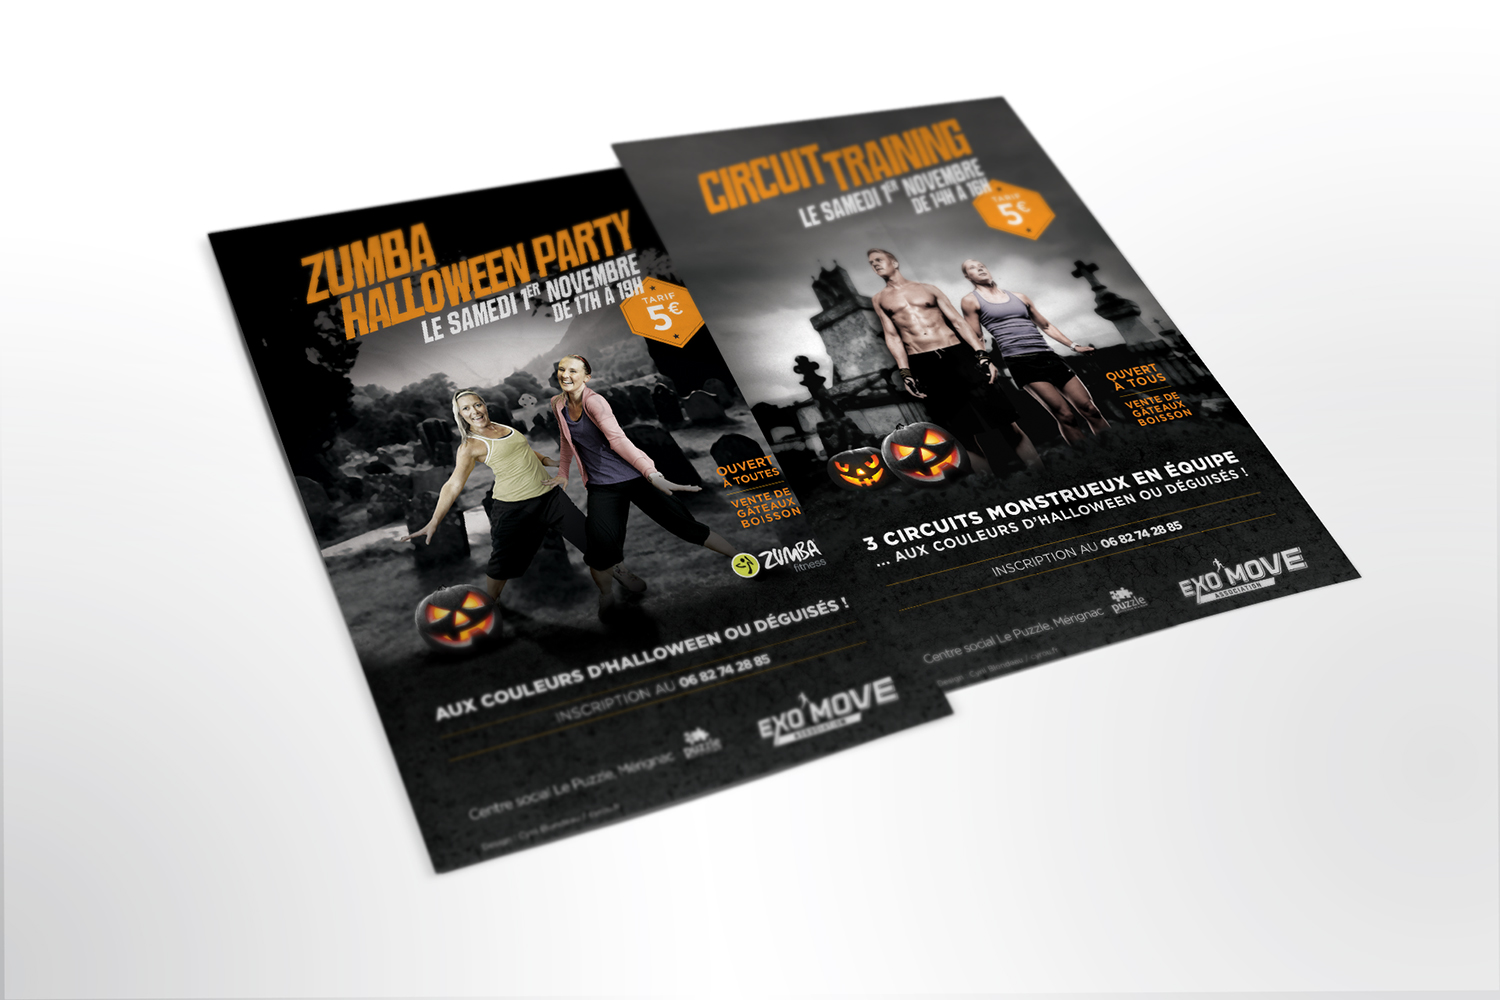 ZUMBA
HALLOWEEN PARTY
LE SAMEDI 1ER NOVEMBRE
DE 17H À 19H
TARIF
5€
OUVERT
À TOUTES
VENTE DE
GÂTEAUX
BOISSON
ZUMBA
fitness
AUX COULEURS D'HALLOWEEN OU DÉGUISÉS !
INSCRIPTION AU 06 82 74 28 85
EXO MOVE
ASSOCIATION
Centre social Le Puzzle, Mérignac
puzzle
CIRCUIT TRAINING
LE SAMEDI 1ER NOVEMBRE
DE 14H À 16H
TARIF
5€
OUVERT
À TOUS
VENTE DE
GÂTEAUX
BOISSON
3 CIRCUITS MONSTRUEUX EN ÉQUIPE
... AUX COULEURS D'HALLOWEEN OU DÉGUISÉS !
INSCRIPTION AU 06 82 74 28 85
EXO MOVE
ASSOCIATION
Centre social Le Puzzle, Mérignac
puzzle